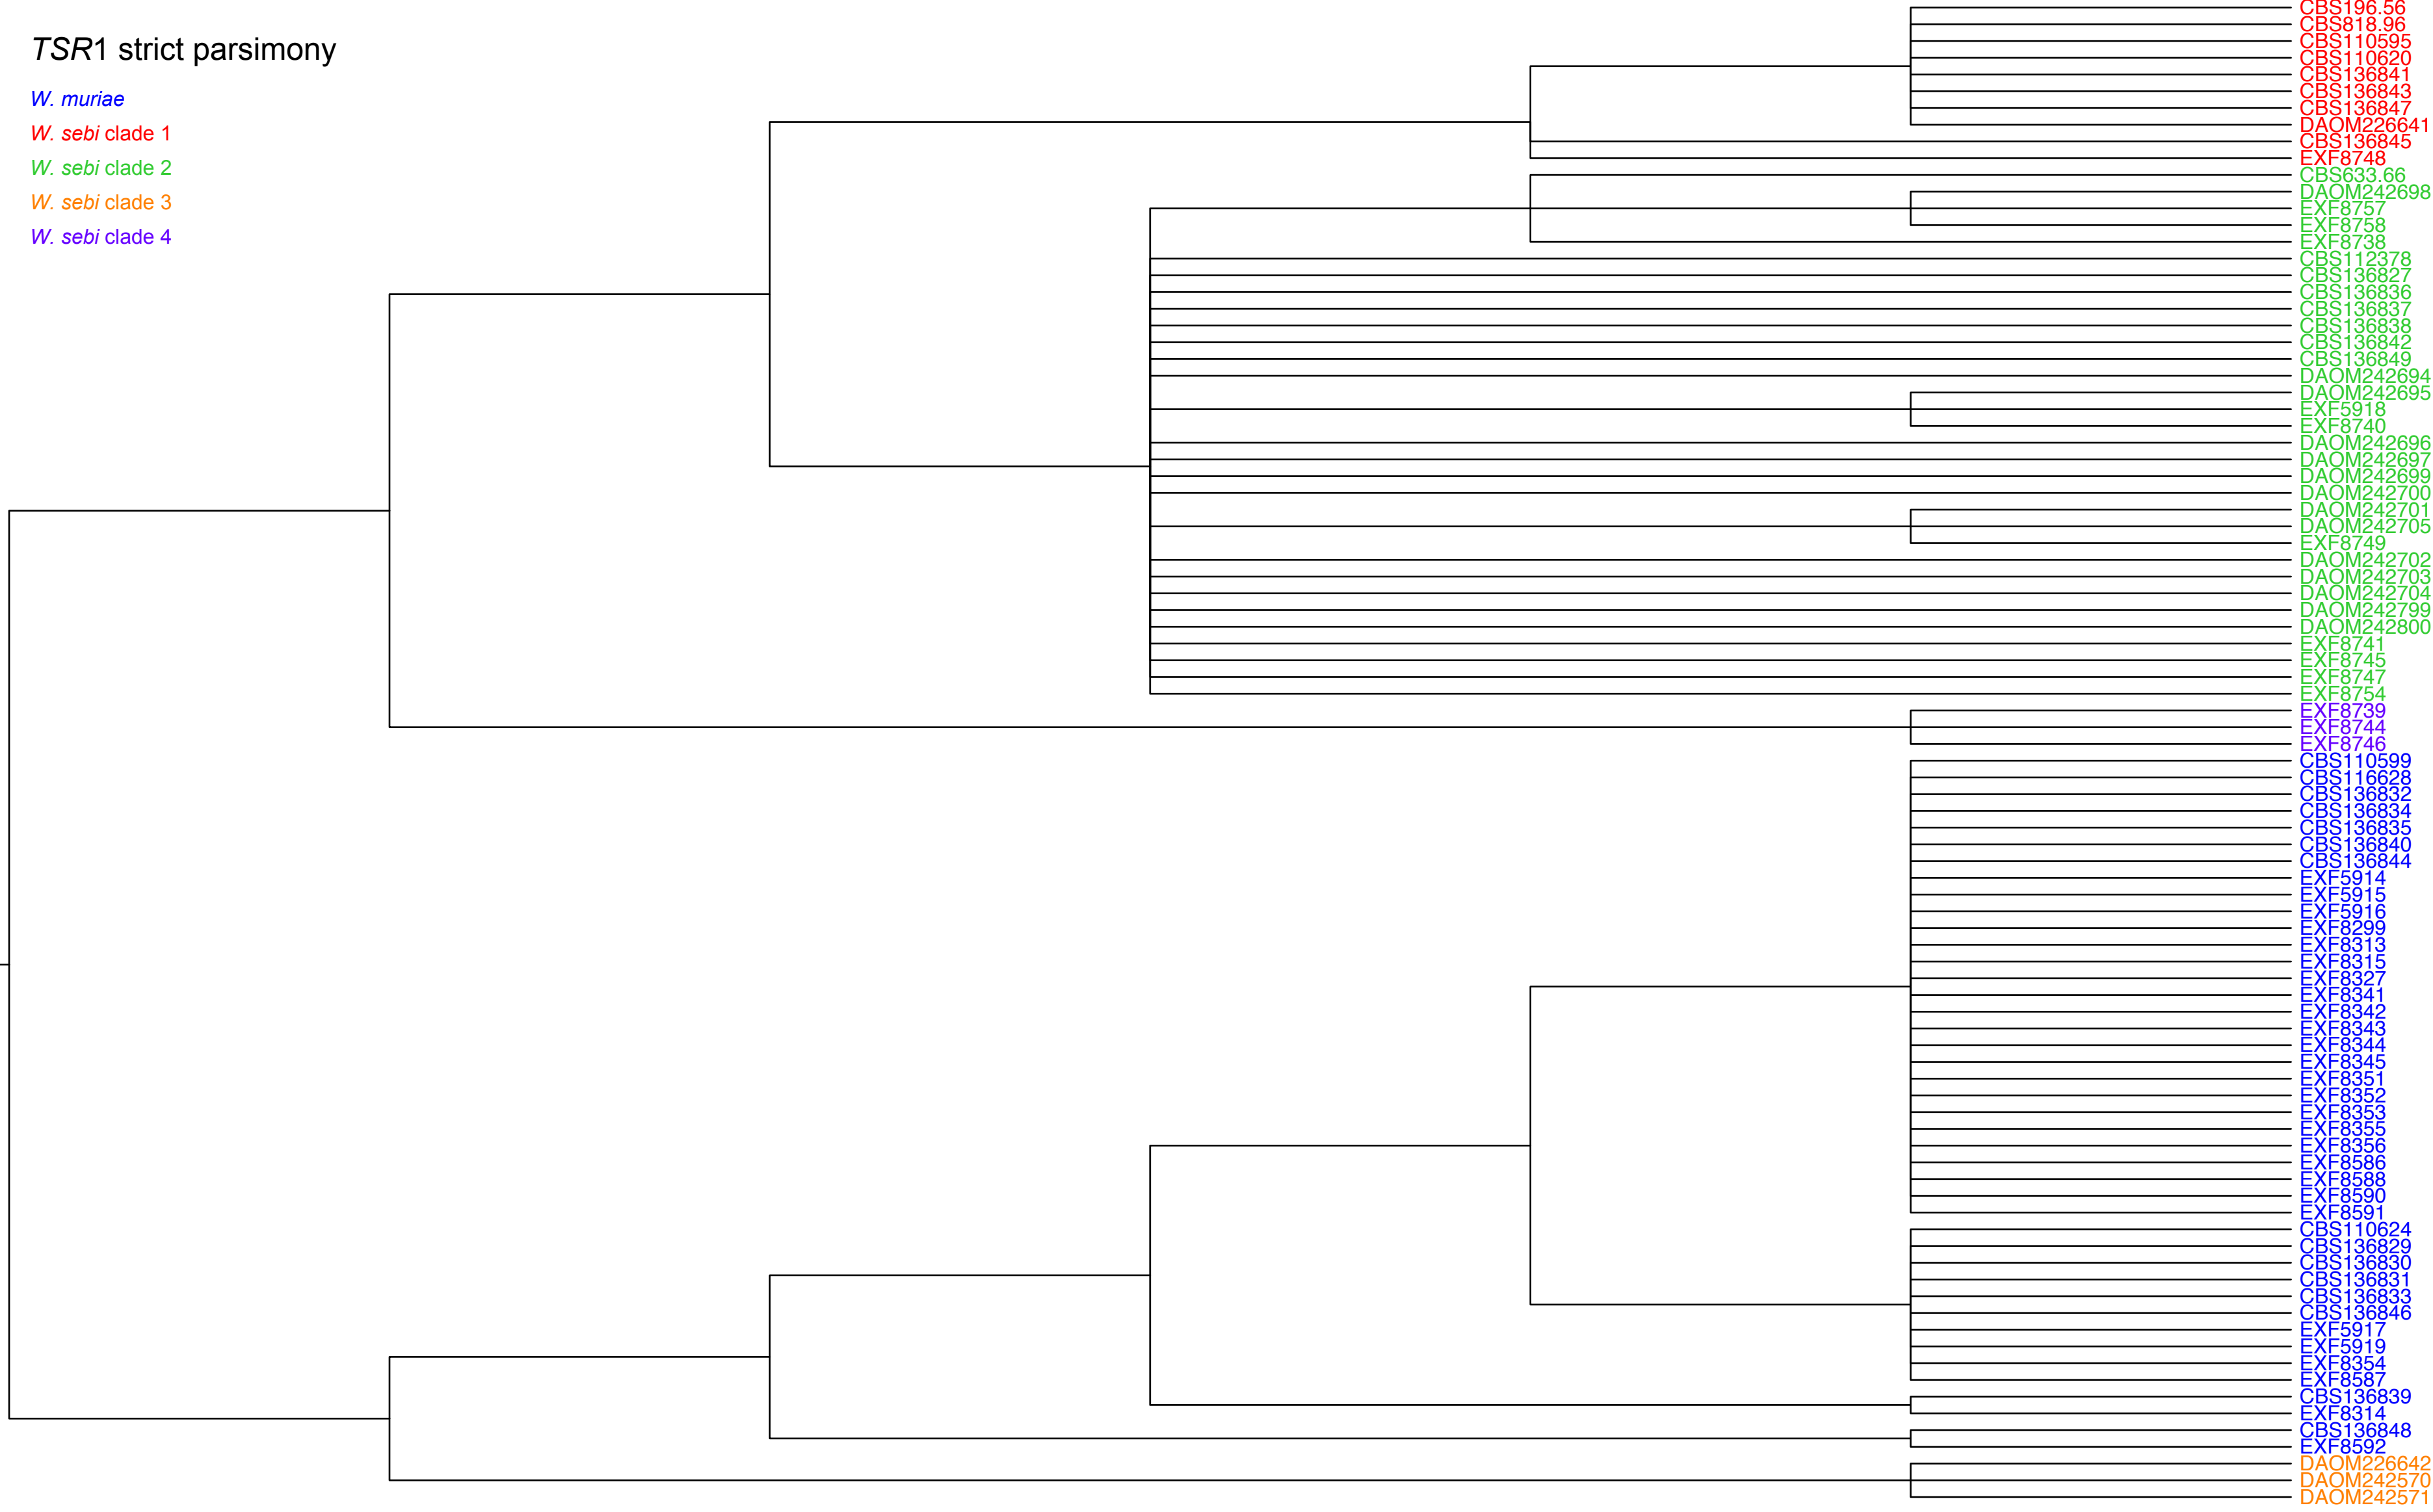 TSR1 strict parsimony
W. muriae
W. sebi clade 1
W. sebi clade 2
W. sebi clade 3
W. sebi clade 4
CBS196.56
CBS818.96
CBS110595
CBS110620
CBS136841
CBS136843
CBS136847
DAOM226641
CBS136845
EXF8748
CBS633.66
DAOM242698
EXF8757
EXF8758
EXF8738
CBS112378
CBS136827
CBS136836
CBS136837
CBS136838
CBS136842
CBS136849
DAOM242694
DAOM242695
EXF5918
EXF8740
DAOM242696
DAOM242697
DAOM242699
DAOM242700
DAOM242701
DAOM242705
EXF8749
DAOM242702
DAOM242703
DAOM242704
DAOM242799
DAOM242800
EXF8741
EXF8745
EXF8747
EXF8754
EXF8739
EXF8744
EXF8746
CBS110599
CBS116628
CBS136832
CBS136834
CBS136835
CBS136840
CBS136844
EXF5914
EXF5915
EXF5916
EXF8299
EXF8313
EXF8315
EXF8327
EXF8341
EXF8342
EXF8343
EXF8344
EXF8345
EXF8351
EXF8352
EXF8353
EXF8355
EXF8356
EXF8586
EXF8588
EXF8590
EXF8591
CBS110624
CBS136829
CBS136830
CBS136831
CBS136833
CBS136846
EXF5917
EXF5919
EXF8354
EXF8587
CBS136839
EXF8314
CBS136848
EXF8592
DAOM226642
DAOM242570
DAOM242571